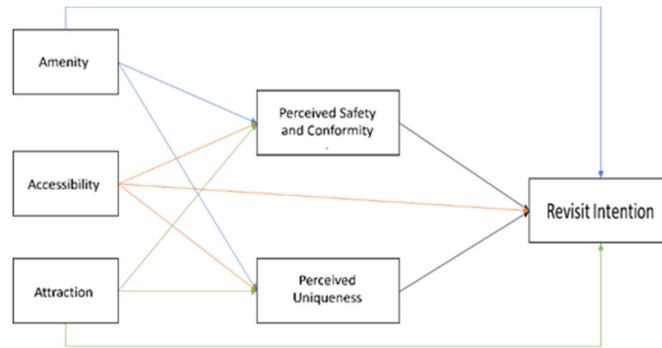 Amenity
Perceived Safety
and Conformity
Accessibility
Revisit Intention
Attraction
Perceived
Uniqueness